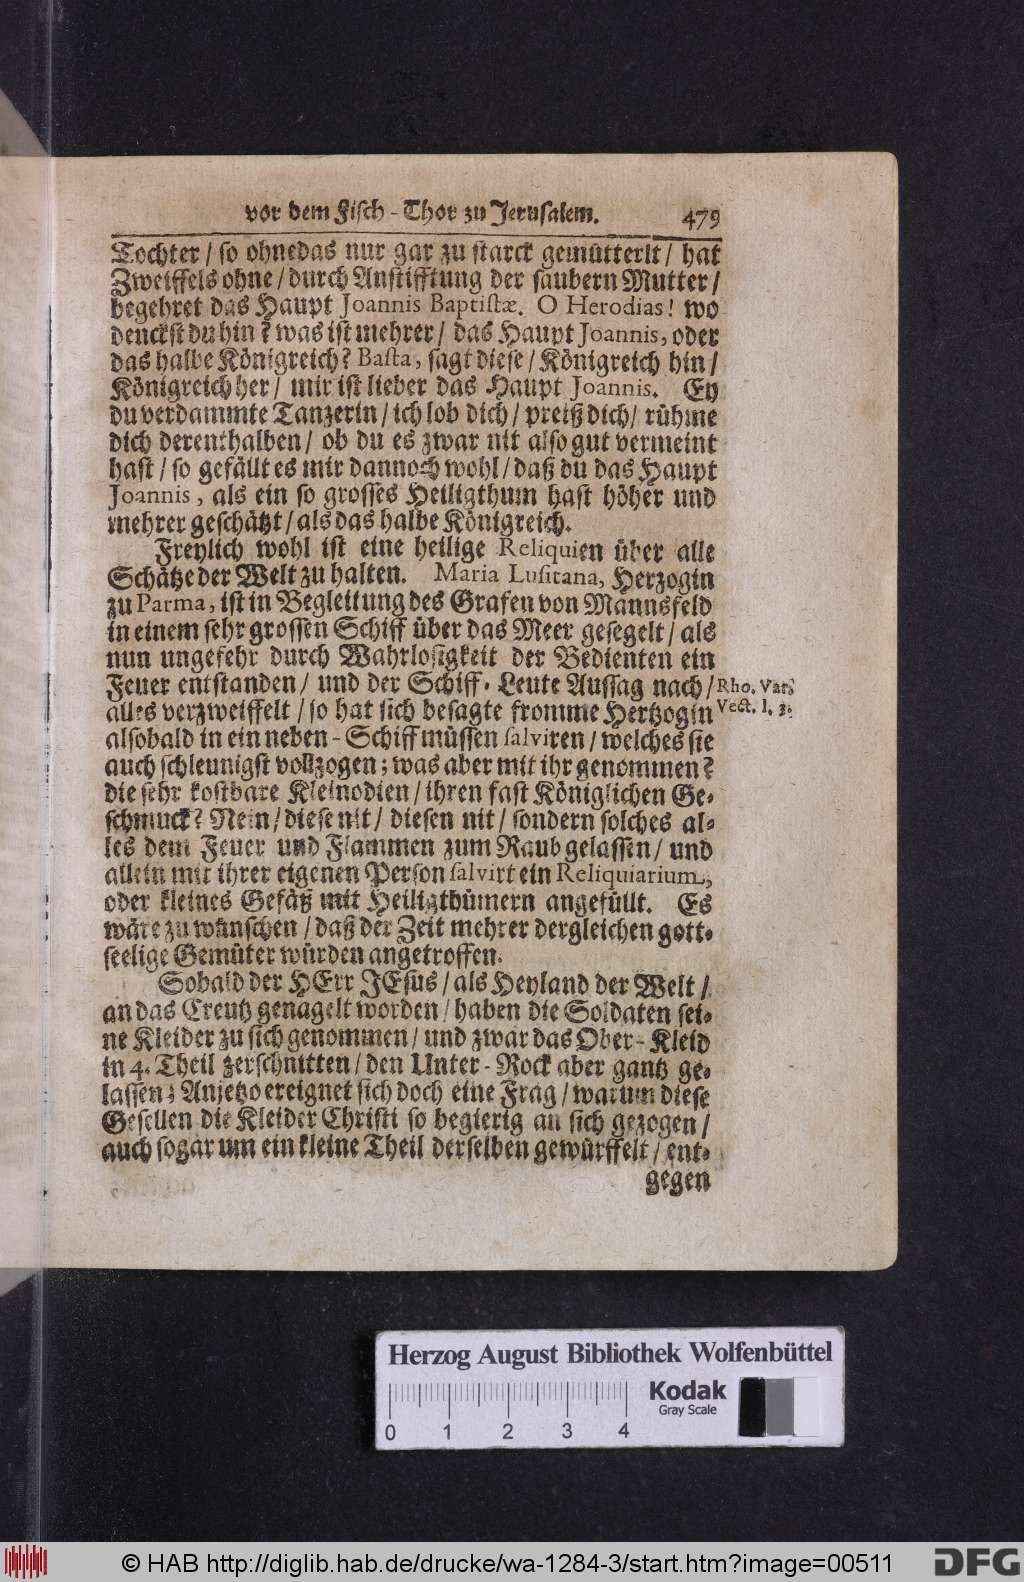 vor dem Fisch-Thor zu Jerusalem. 479
Tochter / so ohnedas nur gar zu starck gemütterlt / hat
Zweiffels ohne / durch Anstifftung der saubern Mutter /
begehret das Haupt Joannis Baptistæ. O Herodias! wo
denckst du hin? was ist mehrer / das Haupt Joannis, oder
das halbe Königreich? Basta, sagt diese / Königreich hin /
Königreich her / mir ist lieber das Haupt Joannis. Ey
du verdammte Tanzerin / ich lob dich / preiß dich / rühme
dich derenthalben / ob du es zwar nit also gut vermeint
hast / so gefällt es mir dannoch wohl / daß du das Haupt
Joannis, als ein so grosses Heiligthum hast höher und
mehrer geschätzt / als das halbe Königreich.
Freylich wohl ist eine heilige Reliquien über alle
Schätze der Welt zu halten. Maria Lusitana, Herzogin
zu Parma, ist in Begleitung des Grafen von Mannsfeld
in einem sehr grossen Schiff über das Meer gesegelt / als
nun ungefehr durch Wahrlosigkeit der Bedienten ein
Feuer entstanden / und der Schiff-Leute Aussag nach /
Rho. Var.
alles verzweiffelt / so hat sich besagte fromme Hertzogin
Vect. l. 3.
alsobald in ein neben-Schiff müssen salviren / welches sie
auch schleunigst vollzogen; was aber mit ihr genommen?
die sehr kostbare Kleinodien / ihren fast Königlichen Ge-
schmuck? Nein / diese nit / diesen nit / sondern solches al-
les dem Feuer und Flammen zum Raub gelassen / und
allein mit ihrer eigenen Person salvirt ein Reliquiarium,
oder kleines Gefäß mit Heiligthümern angefüllt. Es
wäre zu wünschen / daß der Zeit mehrer dergleichen gott-
seelige Gemüter würden angetroffen.
Sobald der HErr JEsus / als Heyland der Welt /
an das Creutz genagelt worden / haben die Soldaten sei-
ne Kleider zu sich genommen / und zwar das Ober-Kleid
in 4. Theil zerschnitten / den Unter-Rock aber gantz ge-
lassen; Anjetzo ereignet sich doch eine Frag / warum diese
Gesellen die Kleider Christi so begierig an sich gezogen /
auch sogar um ein kleine Theil derselben gewürffelt / ent-
gegen
Herzog August Bibliothek Wolfenbüttel
Kodak
Gray Scale
0 1 2 3 4
© HAB http://diglib.hab.de/drucke/wa-1284-3/start.htm?image=00511
DFG